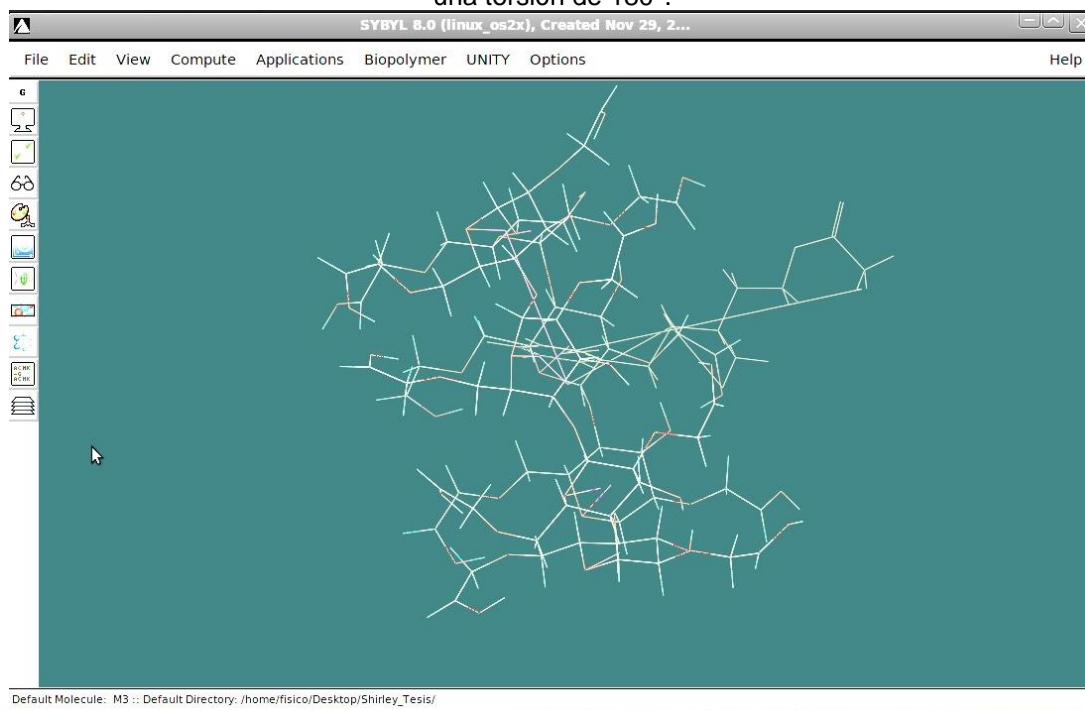 una torsión de 180°.
SYBYL 8.0 (linux_os2x), Created Nov 29, 2...
File Edit View Compute Applications Biopolymer UNITY Options Help
G
Default Molecule: M3 :: Default Directory: /home/fisico/Desktop/Shirley_Tesis/